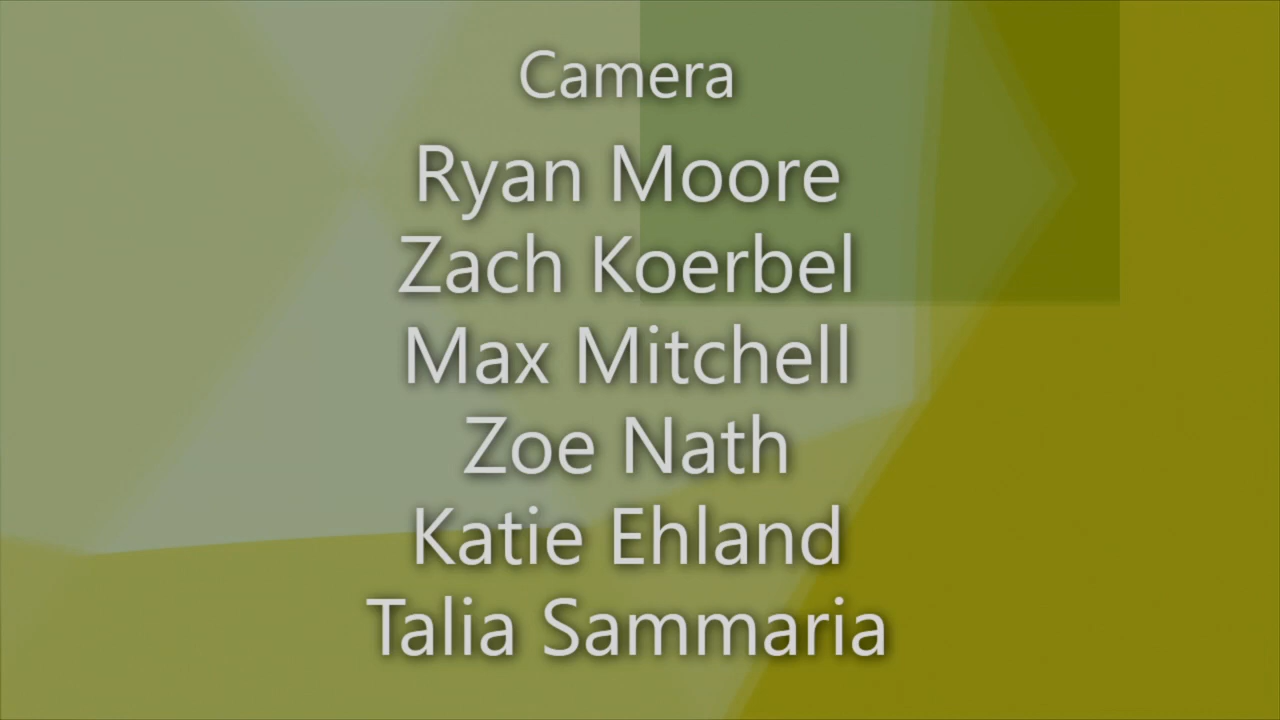 Camera
Ryan Moore
Zach Koerbel
Max Mitchell
Zoe Nath
Katie Ehland
Talia Sammaria